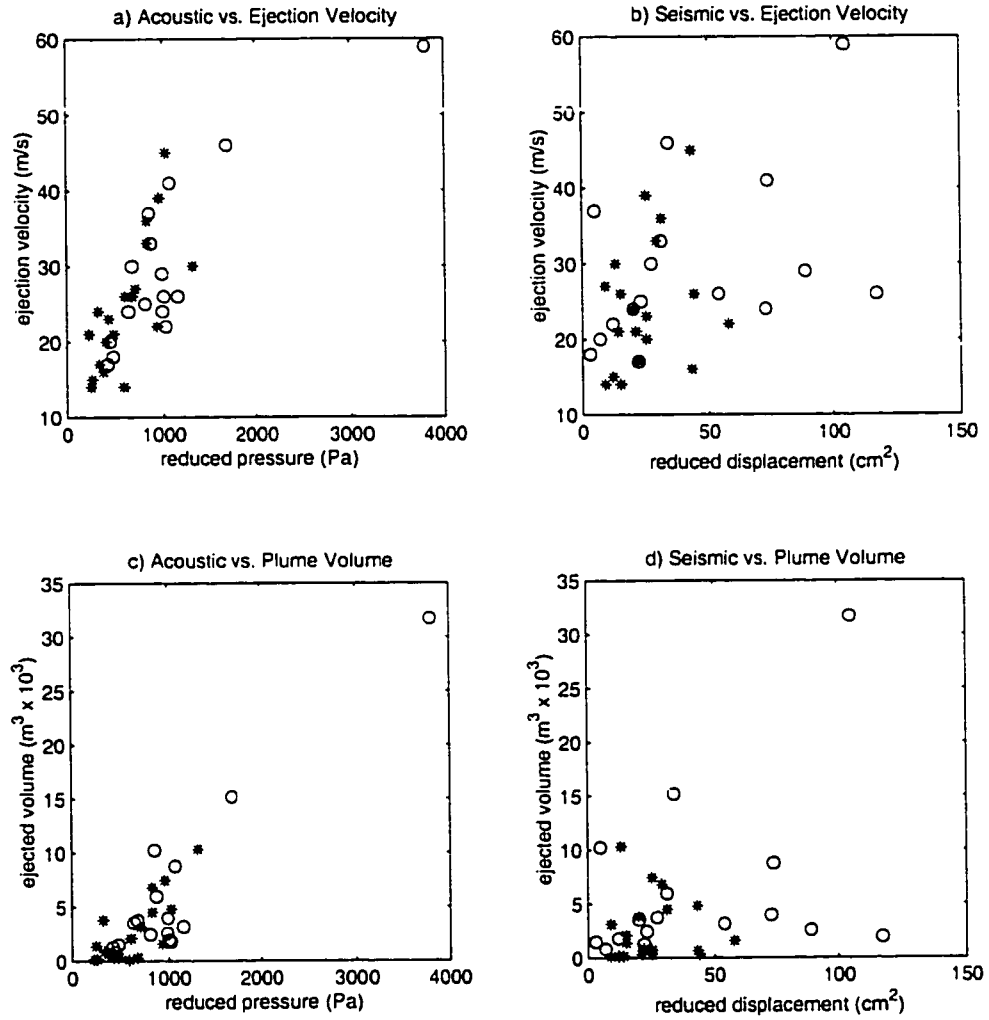 a) Acoustic vs. Ejection Velocity
60
50
40
30
20
10
ejection velocity (m/s)
0 1000 2000 3000 4000
reduced pressure (Pa)
b) Seismic vs. Ejection Velocity
60
50
40
30
20
10
ejection velocity (m/s)
0 50 100 150
reduced displacement (cm²)
c) Acoustic vs. Plume Volume
35
30
25
20
15
10
5
0
ejected volume (m³ x 10³)
0 1000 2000 3000 4000
reduced pressure (Pa)
d) Seismic vs. Plume Volume
35
30
25
20
15
10
5
0
ejected volume (m³ x 10³)
0 50 100 150
reduced displacement (cm²)